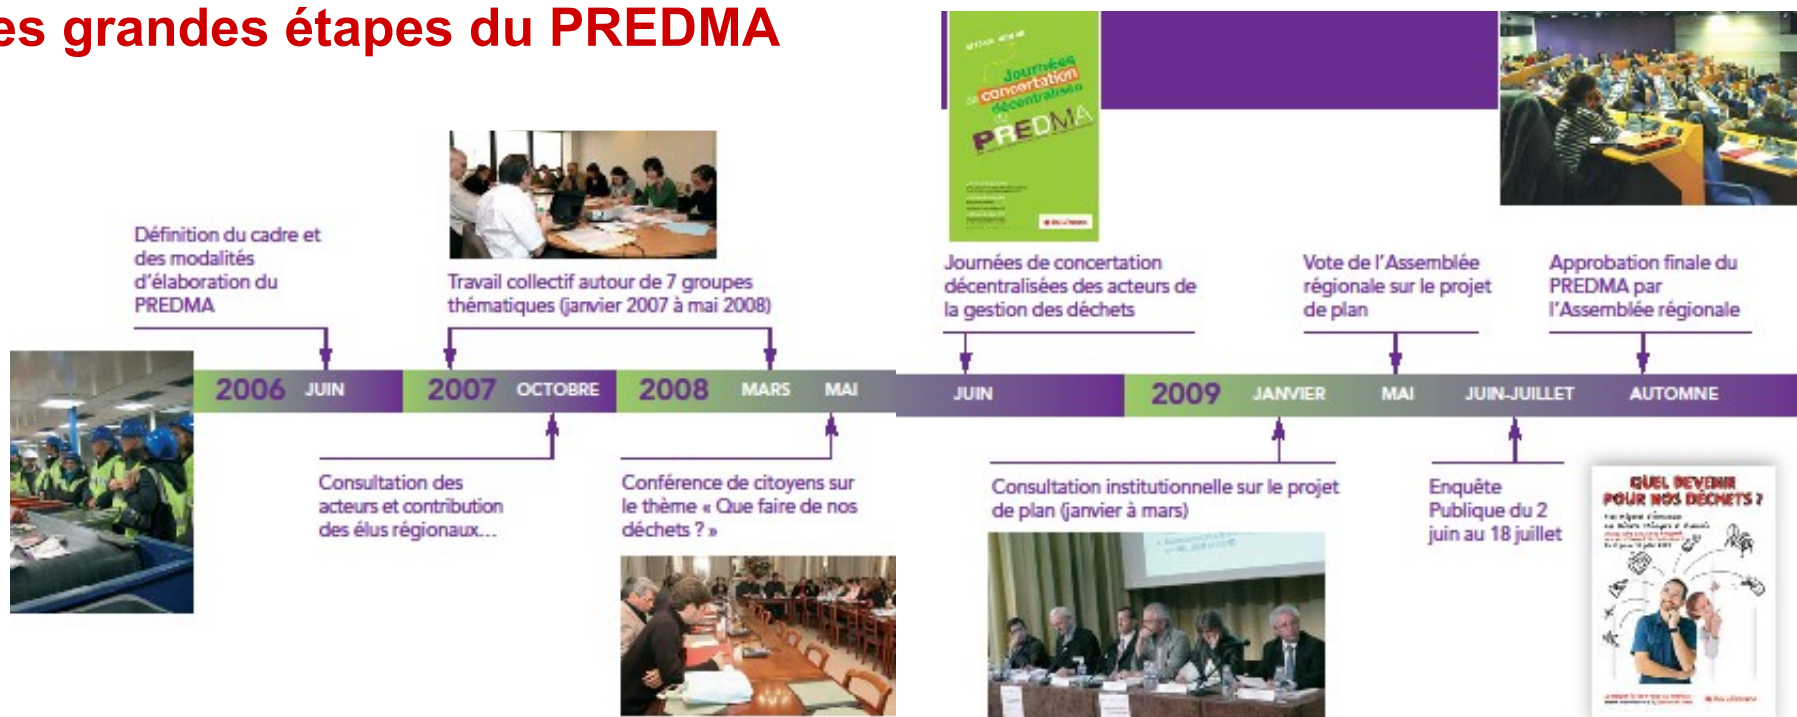 es grandes étapes du PREDMA
Journées
de concertation
décentralisée
PREDMA
Définition du cadre et
des modalités
d'élaboration du
PREDMA
Travail collectif autour de 7 groupes
thématiques (janvier 2007 à mai 2008)
Journées de concertation
décentralisées des acteurs de
la gestion des déchets
Vote de l'Assemblée
régionale sur le projet
de plan
Approbation finale du
PREDMA par
l'Assemblée régionale
2006 JUIN 2007 OCTOBRE 2008 MARS MAI JUIN 2009 JANVIER MAI JUIN-JUILLET AUTOMNE
Consultation des
acteurs et contribution
des élus régionaux...
Conférence de citoyens sur
le thème « Que faire de nos
déchets ? »
Consultation institutionnelle sur le projet
de plan (janvier à mars)
Enquête
Publique du 2
juin au 18 juillet
QUEL DEVENIR
POUR NOS DÉCHETS ?